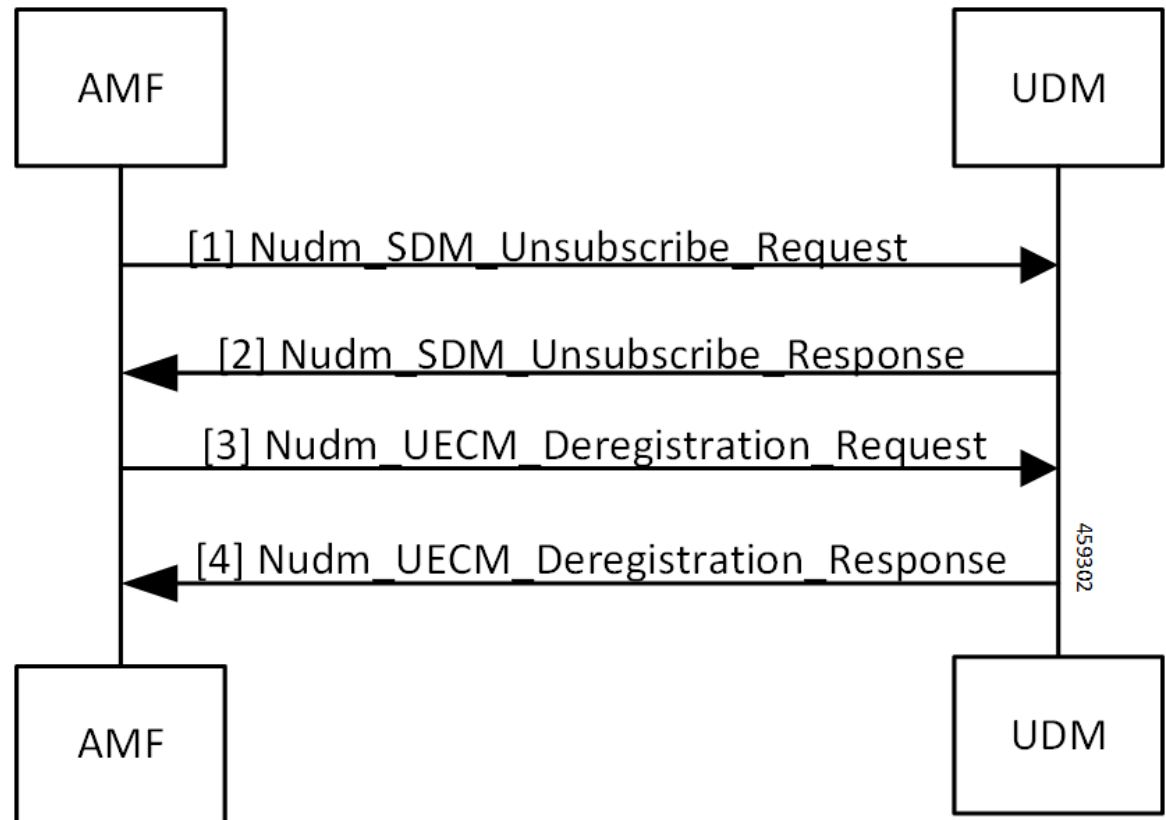 AMF
UDM
[1] Nudm_SDM_Unsubscribe_Request
[2] Nudm_SDM_Unsubscribe_Response
[3] Nudm_UECM_Deregistration_Request
[4] Nudm_UECM_Deregistration_Response
459302
AMF
UDM